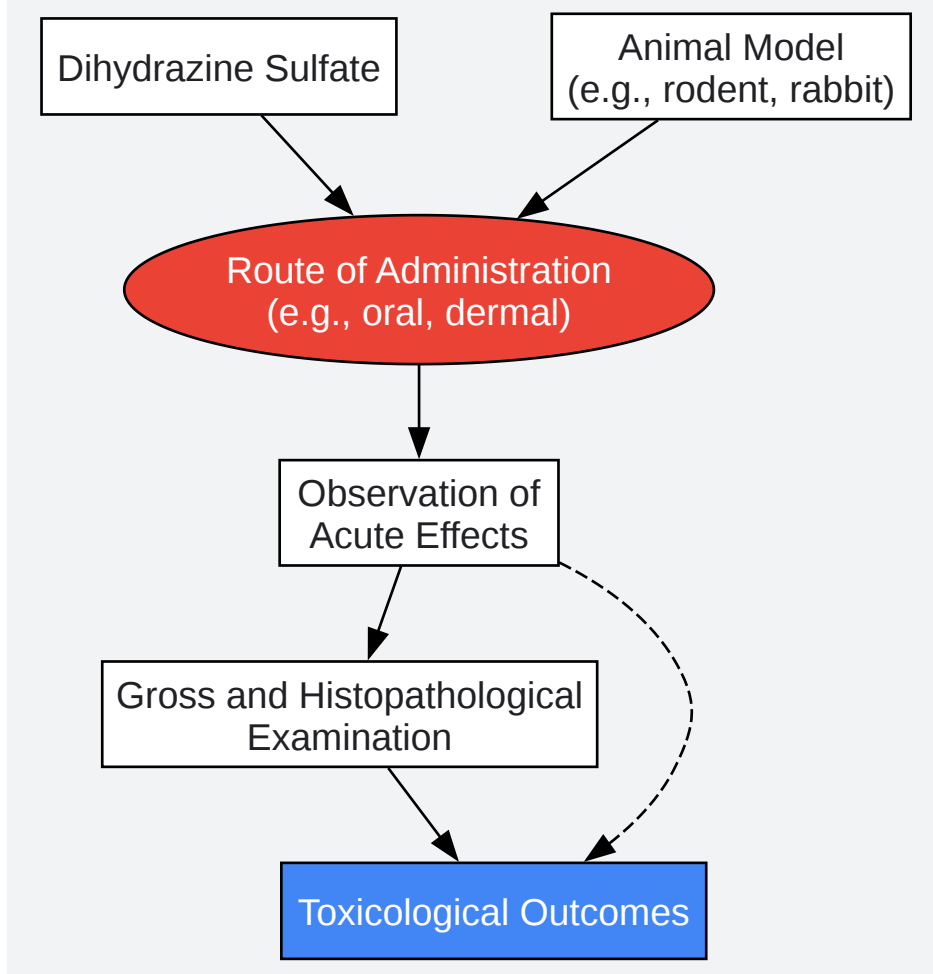 Dihydrazine Sulfate
Animal Model
(e.g., rodent, rabbit)
Route of Administration
(e.g., oral, dermal)
Observation of
Acute Effects
Gross and Histopathological
Examination
Toxicological Outcomes